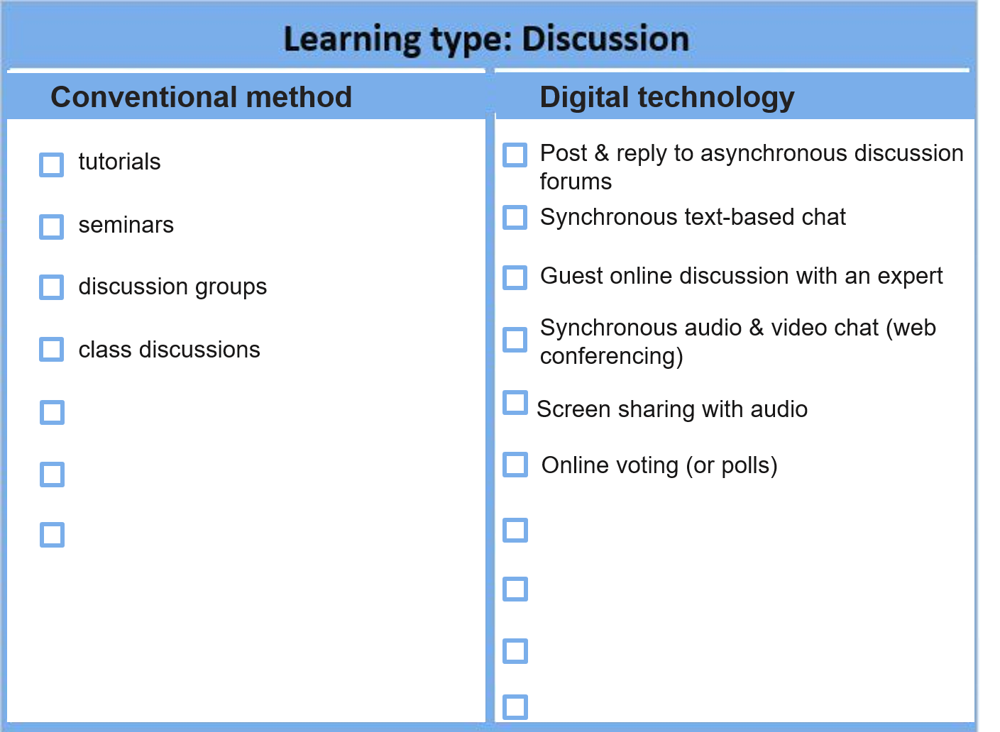 Learning type: Discussion
Conventional method
tutorials
seminars
discussion groups
class discussions
Digital technology
Post & reply to asynchronous discussion
forums
Synchronous text-based chat
Guest online discussion with an expert
Synchronous audio & video chat (web
conferencing)
Screen sharing with audio
Online voting (or polls)